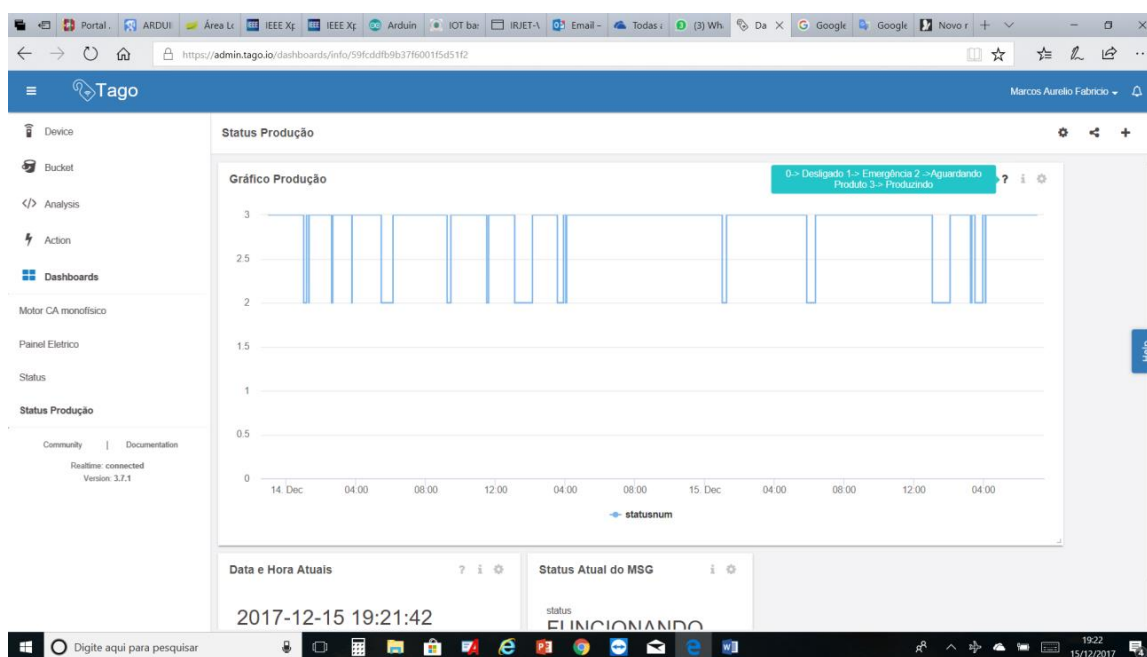 Portal.
ARDUI
Área Lo
IEEE Xp
IEEE Xp
Arduin
IOT bas
IRJET-V
Email -
Todas a
(3) Wh
Da
Google
Google
Novo r
https://admin.tago.io/dashboards/info/59fcddfb9b37f6001f5d51f2
Tago
Marcos Aurelio Fabricio
Device
Bucket
Analysis
Action
Dashboards
Motor CA monofísico
Painel Eletrico
Status
Status Produção
Community | Documentation
Realtime: connected
Version: 3.7.1
Status Produção
Gráfico Produção
0-> Desligado 1-> Emergência 2 ->Aguardando
Produto 3-> Produzindo
3
2.5
2
1.5
1
0.5
0
14. Dec 04:00 08:00 12:00 04:00 08:00 15. Dec 04:00 08:00 12:00 04:00
statusnum
Help
Data e Hora Atuais
2017-12-15 19:21:42
Status Atual do MSG
status
FUNCIONANDO
Digite aqui para pesquisar
19:22
15/12/2017